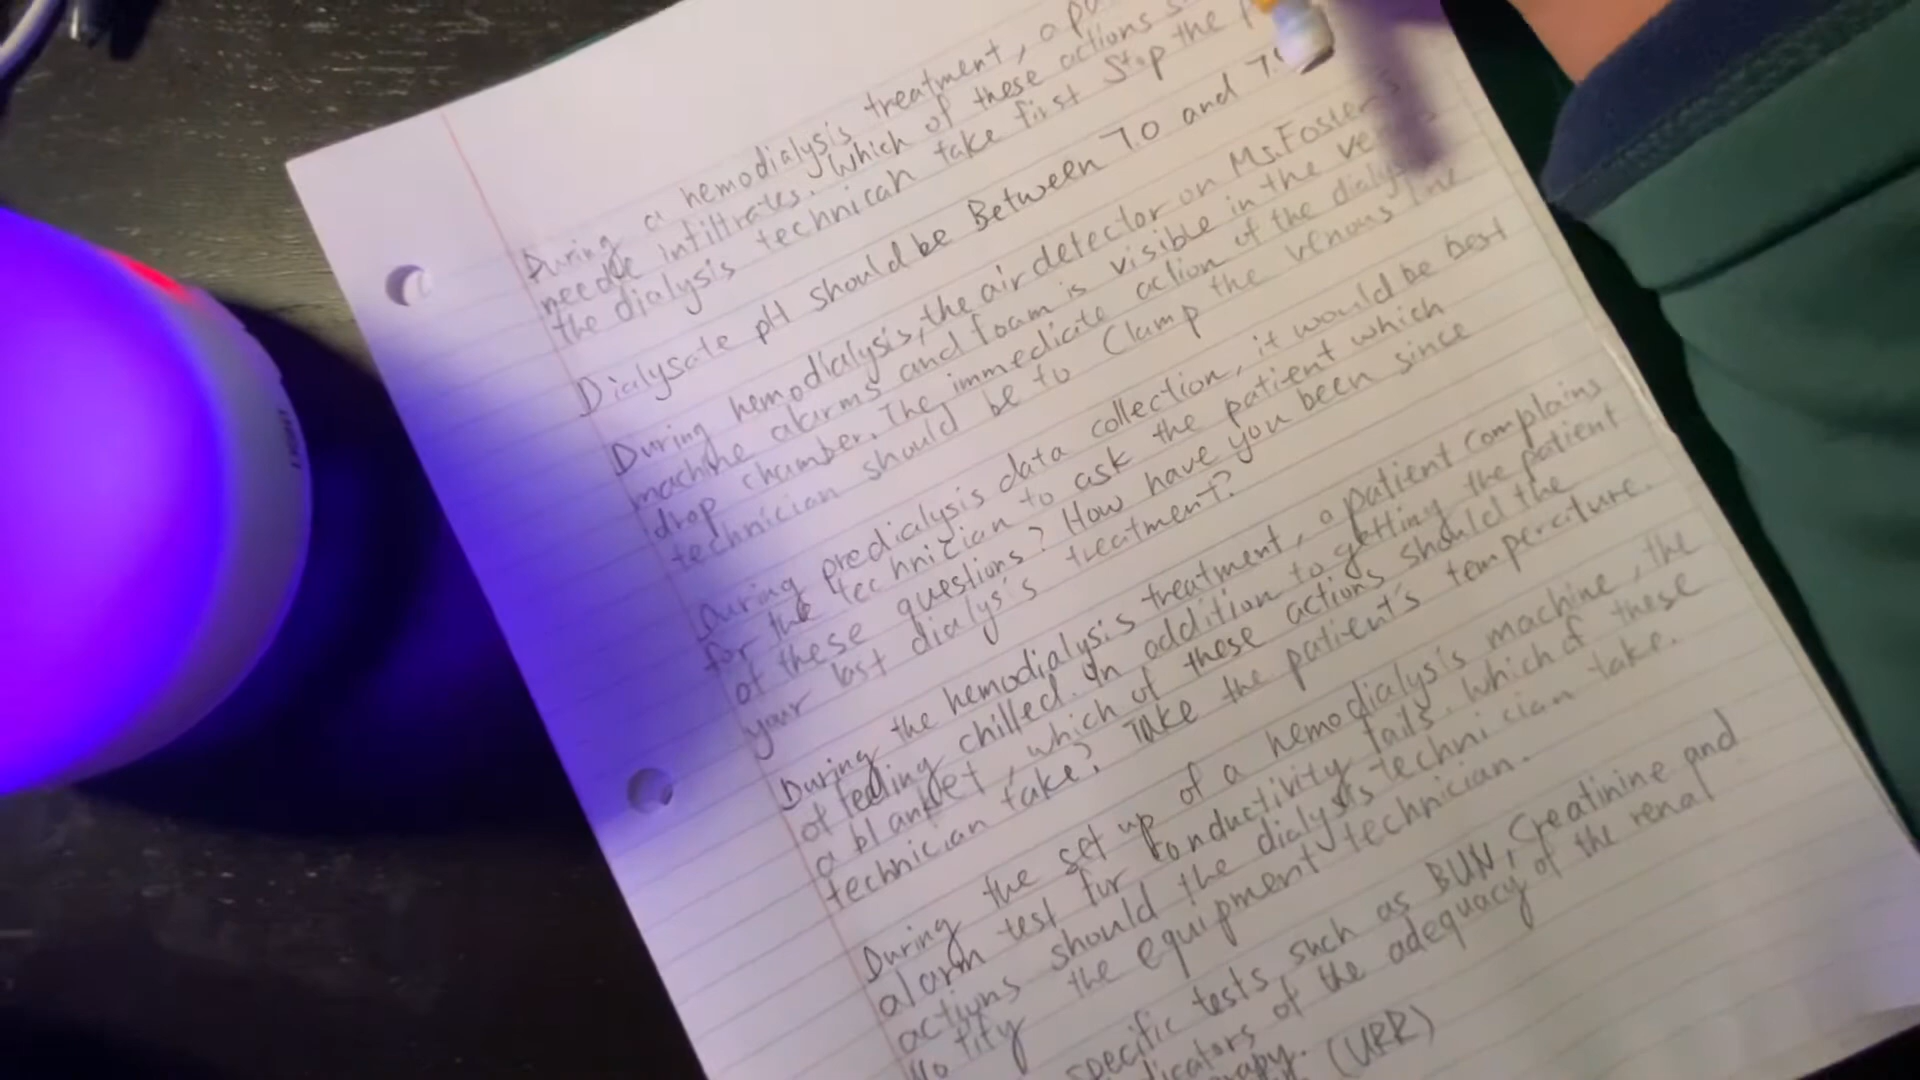 During a hemodialysis treatment, a
needle infiltrates. Which of these actions
the dialysis technican take first Stop the
Dialysate pH should be Between 7.0 and
During hemodialysis, the air detector on Ms. Foster's
machine alarms and foam is visible in the
drop chamber. The immediate action of the
technician should be to Clamp the venous line
During predialysis data collection, it would be best
for the technician to ask the patient which
of these questions? How have you been since
your last dialysis treatment?
During the hemodialysis treatment, a patient complains
of feeling chilled. In addition to getting the patient
a blanket, which of these actions should the
technician take? Take the patient's temperature.
During the set up of a hemodialysis machine, the
alarm test for conductivity fails. Which of these
actions should the dialysis technician take.
Notify the equipment technician.
specific tests, such as BUN, Creatinine and
of the adequacy of the renal
(URR)